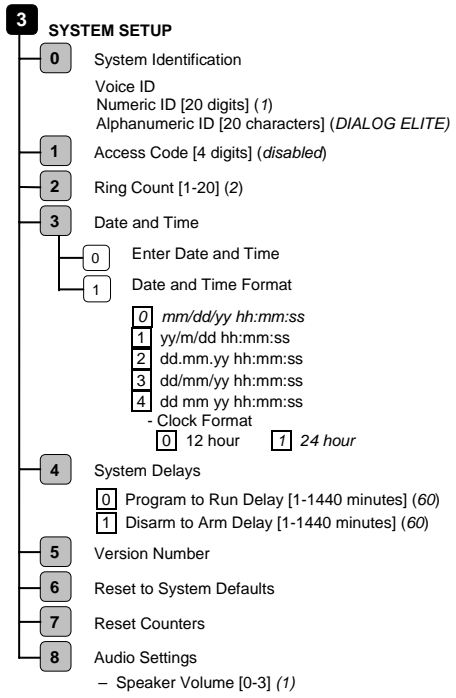 3 SYSTEM SETUP
0 System Identification
Voice ID
Numeric ID [20 digits] (1)
Alphanumeric ID [20 characters] (DIALOG ELITE)
1 Access Code [4 digits] (disabled)
2 Ring Count [1-20] (2)
3 Date and Time
0 Enter Date and Time
1 Date and Time Format
0 mm/dd/yy hh:mm:ss
1 yy/m/dd hh:mm:ss
2 dd.mm.yy hh:mm:ss
3 dd/mm/yy hh:mm:ss
4 dd mm yy hh:mm:ss
- Clock Format
0 12 hour 1 24 hour
4 System Delays
0 Program to Run Delay [1-1440 minutes] (60)
1 Disarm to Arm Delay [1-1440 minutes] (60)
5 Version Number
6 Reset to System Defaults
7 Reset Counters
8 Audio Settings
– Speaker Volume [0-3] (1)